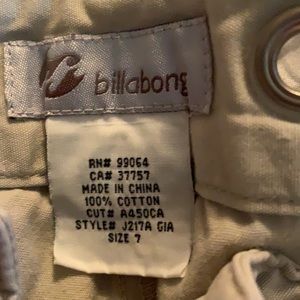 billabong
RN# 99064
CA# 37757
MADE IN CHINA
100% COTTON
CUT# A450CA
STYLE# J217A GIA
SIZE 7